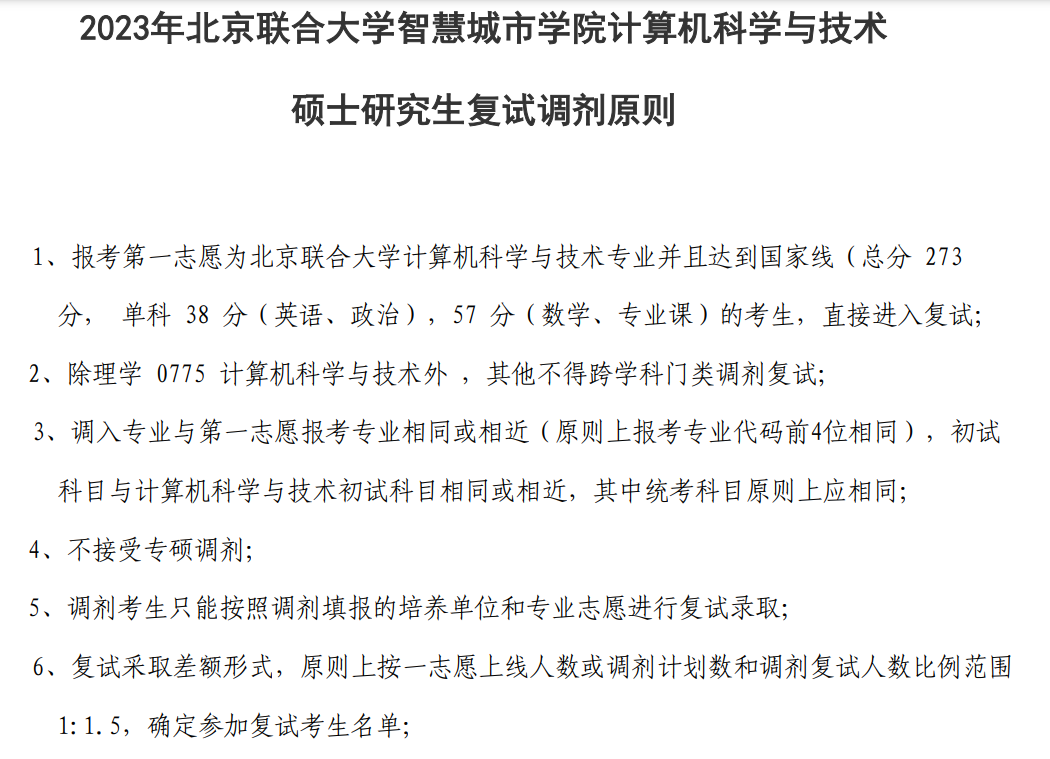 2023年北京联合大学智慧城市学院计算机科学与技术
硕士研究生复试调剂原则
1、报考第一志愿为北京联合大学计算机科学与技术专业并且达到国家线（总分 273
分， 单科 38 分（英语、政治），57 分（数学、专业课）的考生，直接进入复试；
2、除理学 0775 计算机科学与技术外 ，其他不得跨学科门类调剂复试；
3、调入专业与第一志愿报考专业相同或相近（原则上报考专业代码前4位相同），初试
科目与计算机科学与技术初试科目相同或相近，其中统考科目原则上应相同；
4、不接受专硕调剂；
5、调剂考生只能按照调剂填报的培养单位和专业志愿进行复试录取；
6、复试采取差额形式，原则上按一志愿上线人数或调剂计划数和调剂复试人数比例范围
1:1.5，确定参加复试考生名单；